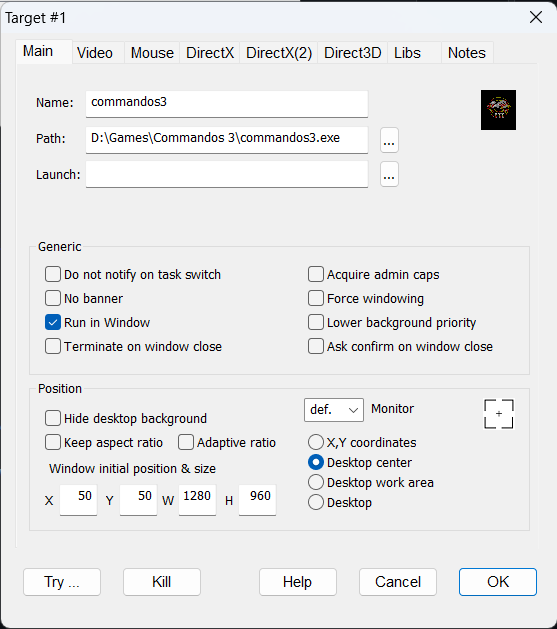 Target #1
Main Video Mouse DirectX DirectX(2) Direct3D Libs Notes
Name: commandos3
Path: D:\Games\Commandos 3\commandos3.exe ...
Launch: ...
Generic
Do not notify on task switch Acquire admin caps
No banner Force windowing
Run in Window Lower background priority
Terminate on window close Ask confirm on window close
Position
Hide desktop background def. Monitor
Keep aspect ratio Adaptive ratio X,Y coordinates
Window initial position & size Desktop center
Desktop work area
X 50 Y 50 W 1280 H 960 Desktop
Try ... Kill Help Cancel OK